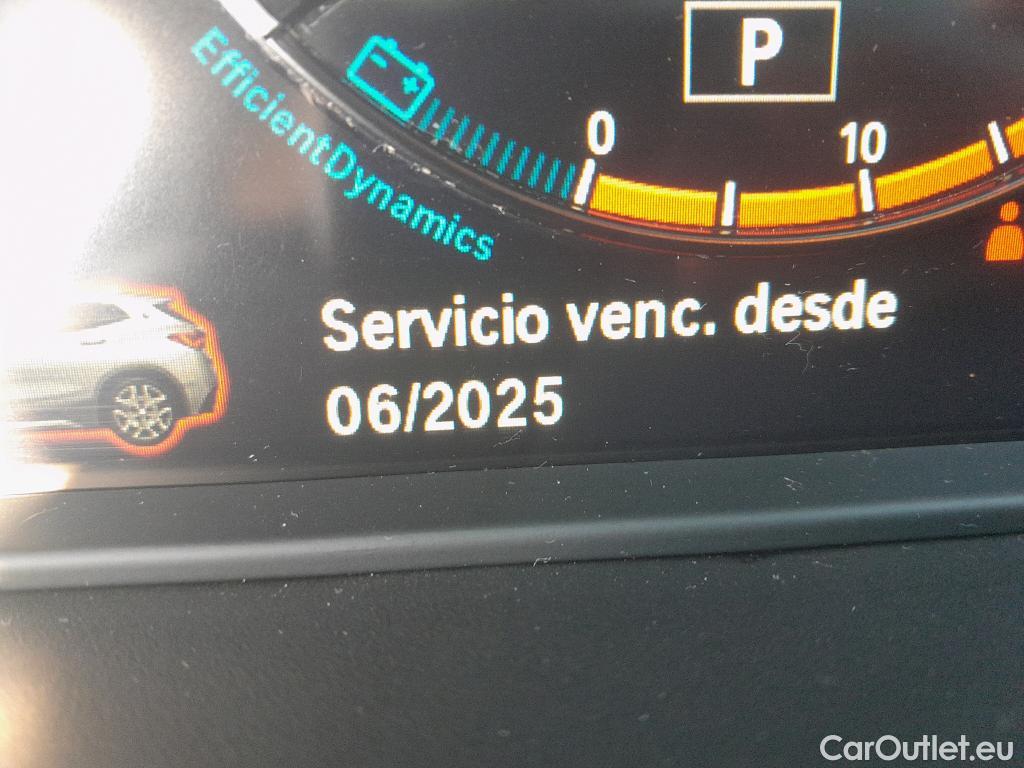 P
0
10
EfficientDynamics
Servicio venc. desde
06/2025
CarOutlet.eu